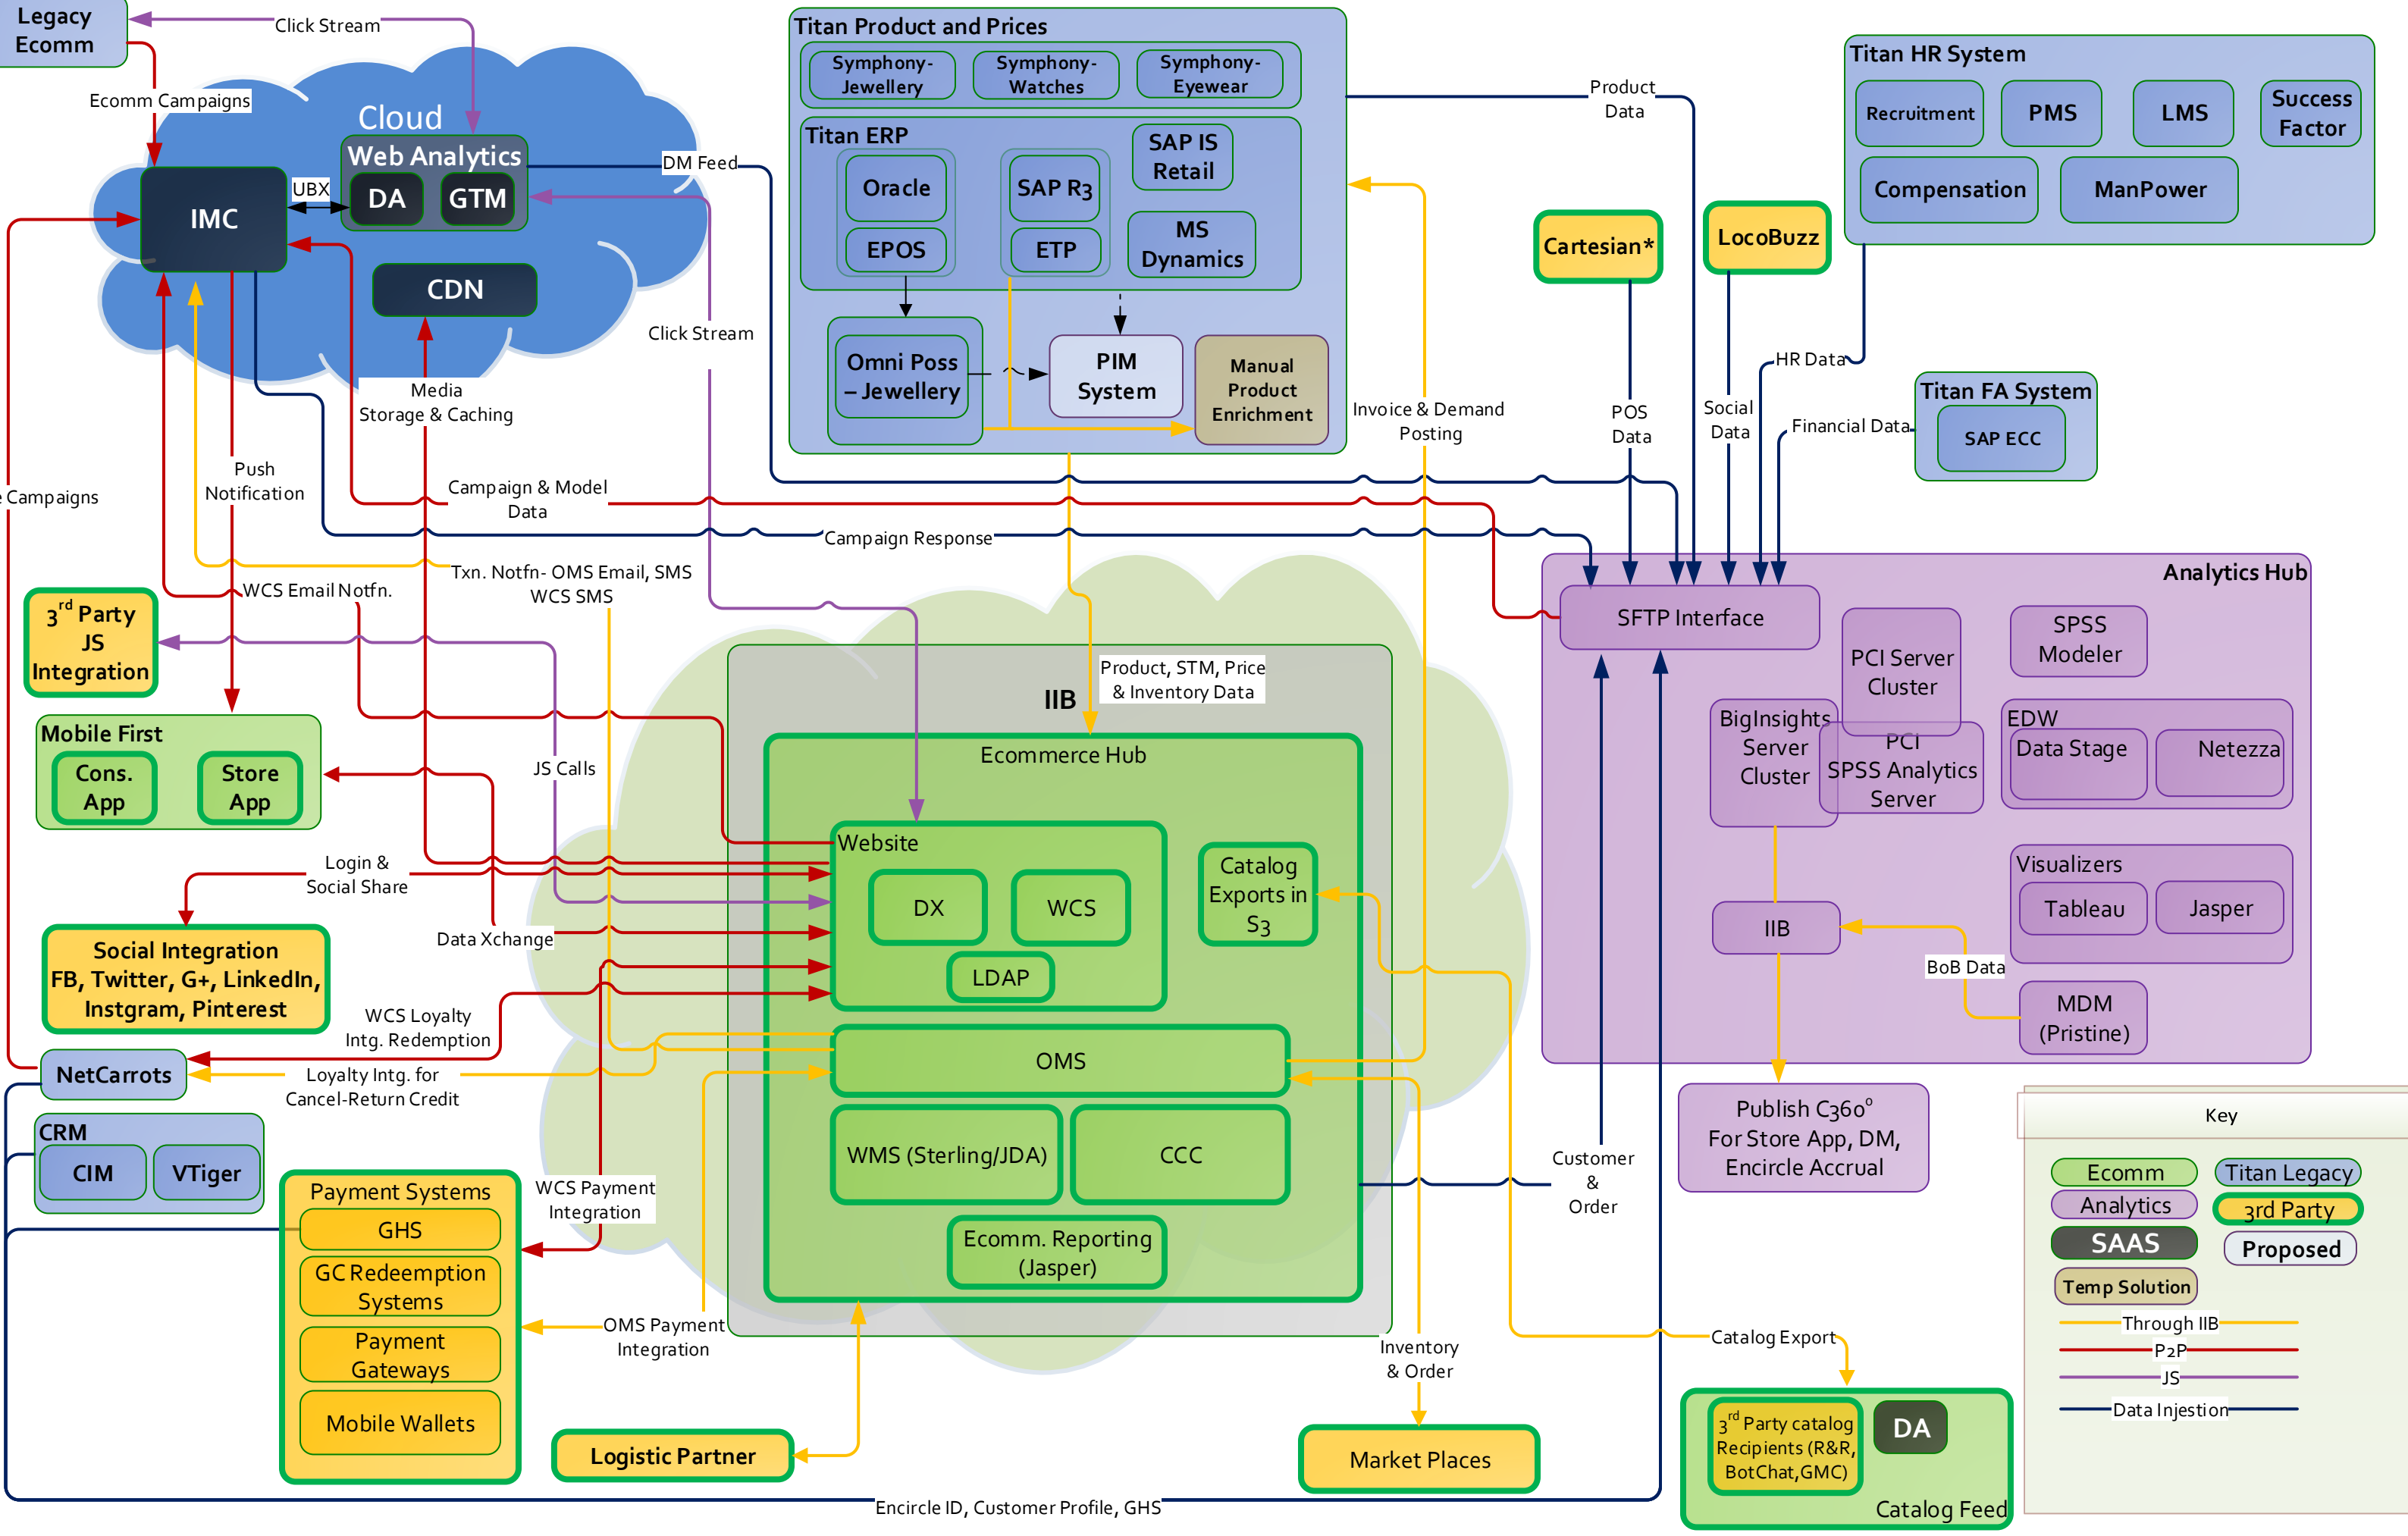 Legacy
Ecomm
Click Stream
Ecomm Campaigns
Cloud
Web Analytics
DA
GTM
UBX
IMC
CDN
DM Feed
Click Stream
Media
Storage & Caching
Push
Notification
e Campaigns
Campaign & Model
Data
Campaign Response
Txn. Notfn- OMS Email, SMS
WCS SMS
WCS Email Notfn.
Titan Product and Prices
Symphony-
Jewellery
Symphony-
Watches
Symphony-
Eyewear
Titan ERP
Oracle
EPOS
SAP R3
ETP
SAP IS
Retail
MS
Dynamics
Omni Poss
– Jewellery
PIM
System
Manual
Product
Enrichment
Product
Data
Invoice & Demand
Posting
Titan HR System
Recruitment
PMS
LMS
Success
Factor
Compensation
ManPower
Cartesian*
LocoBuzz
HR Data
Titan FA System
SAP ECC
Financial Data
POS
Data
Social
Data
3rd Party
JS
Integration
Mobile First
Cons.
App
Store
App
JS Calls
Login &
Social Share
Data Xchange
Social Integration
FB, Twitter, G+, LinkedIn,
Instgram, Pinterest
WCS Loyalty
Intg. Redemption
NetCarrots
Loyalty Intg. for
Cancel-Return Credit
CRM
CIM
VTiger
Payment Systems
GHS
GC Redeemption
Systems
Payment
Gateways
Mobile Wallets
WCS Payment
Integration
OMS Payment
Integration
Logistic Partner
IIB
Product, STM, Price
& Inventory Data
Ecommerce Hub
Website
DX
WCS
LDAP
Catalog
Exports in
S3
OMS
WMS (Sterling/JDA)
CCC
Ecomm. Reporting
(Jasper)
Analytics Hub
SFTP Interface
PCI Server
Cluster
SPSS
Modeler
BigInsights
Server
Cluster
PCI
SPSS Analytics
Server
EDW
Data Stage
Netezza
Visualizers
Tableau
Jasper
IIB
BoB Data
MDM
(Pristine)
Publish C360º
For Store App, DM,
Encircle Accrual
Customer
&
Order
Inventory
& Order
Market Places
Catalog Export
3rd Party catalog
Recipients (R&R,
BotChat,GMC)
DA
Catalog Feed
Encircle ID, Customer Profile, GHS
Key
Ecomm
Titan Legacy
Analytics
3rd Party
SAAS
Proposed
Temp Solution
Through IIB
P2P
JS
Data Injestion